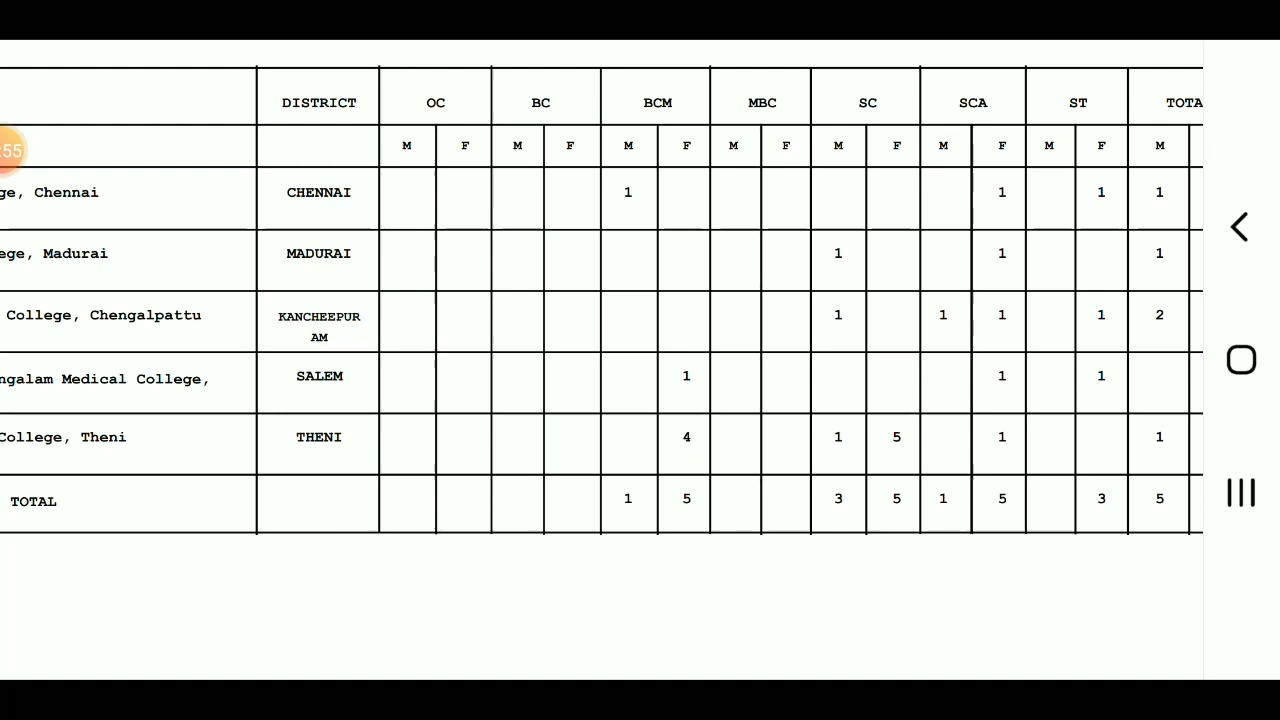 DISTRICT OC BC BCM MBC SC SCA ST TOTA
:55 M F M F M F M F M F M F M F M
ge, Chennai CHENNAI 1 1 1 1
ege, Madurai MADURAI 1 1 1
College, Chengalpattu KANCHEEPUR 1 1 1 1 2
AM
ngalam Medical College, SALEM 1 1 1
College, Theni THENI 4 1 5 1 1
TOTAL 1 5 3 5 1 5 3 5